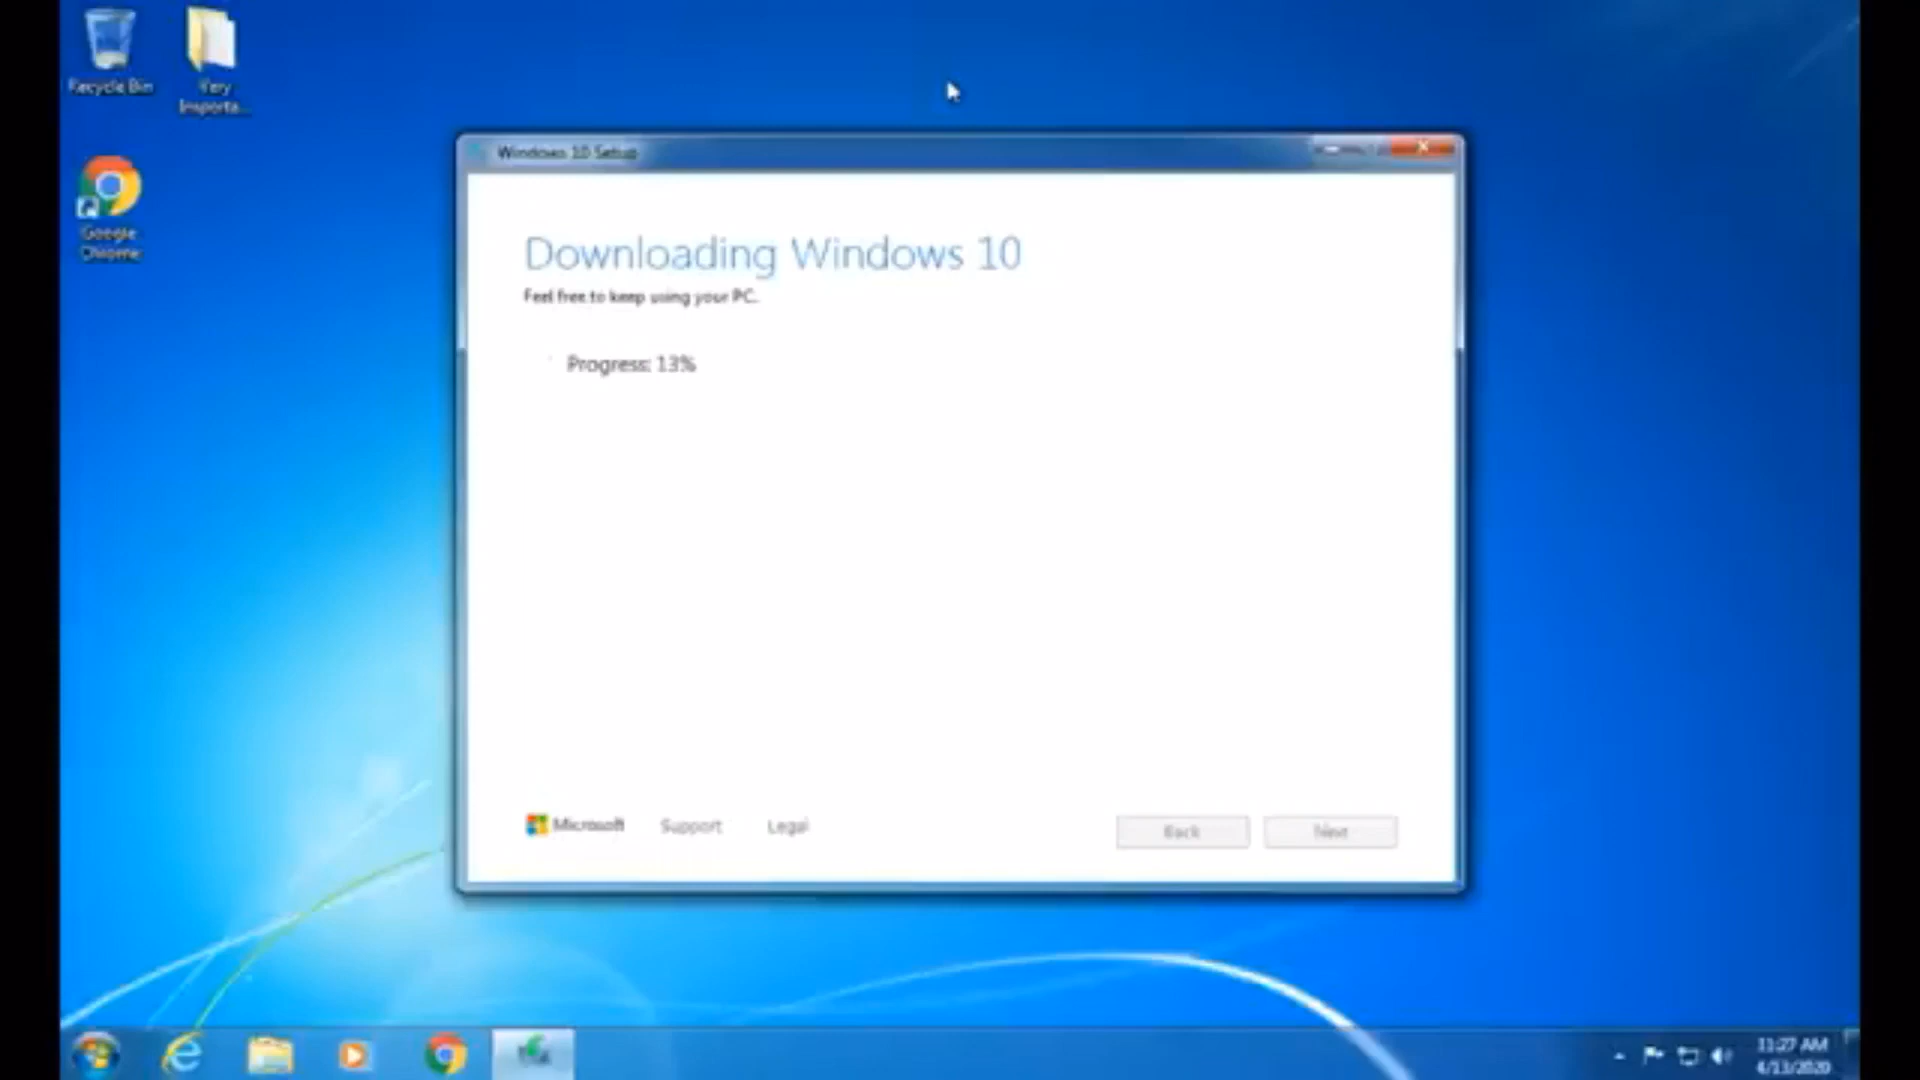 Recycle Bin
Very
Importa...
Google
Chrome
Windows 10 Setup
Downloading Windows 10
Feel free to keep using your PC.
Progress: 13%
Microsoft
Support
Legal
Back
Next
11:27 AM
4/13/2020